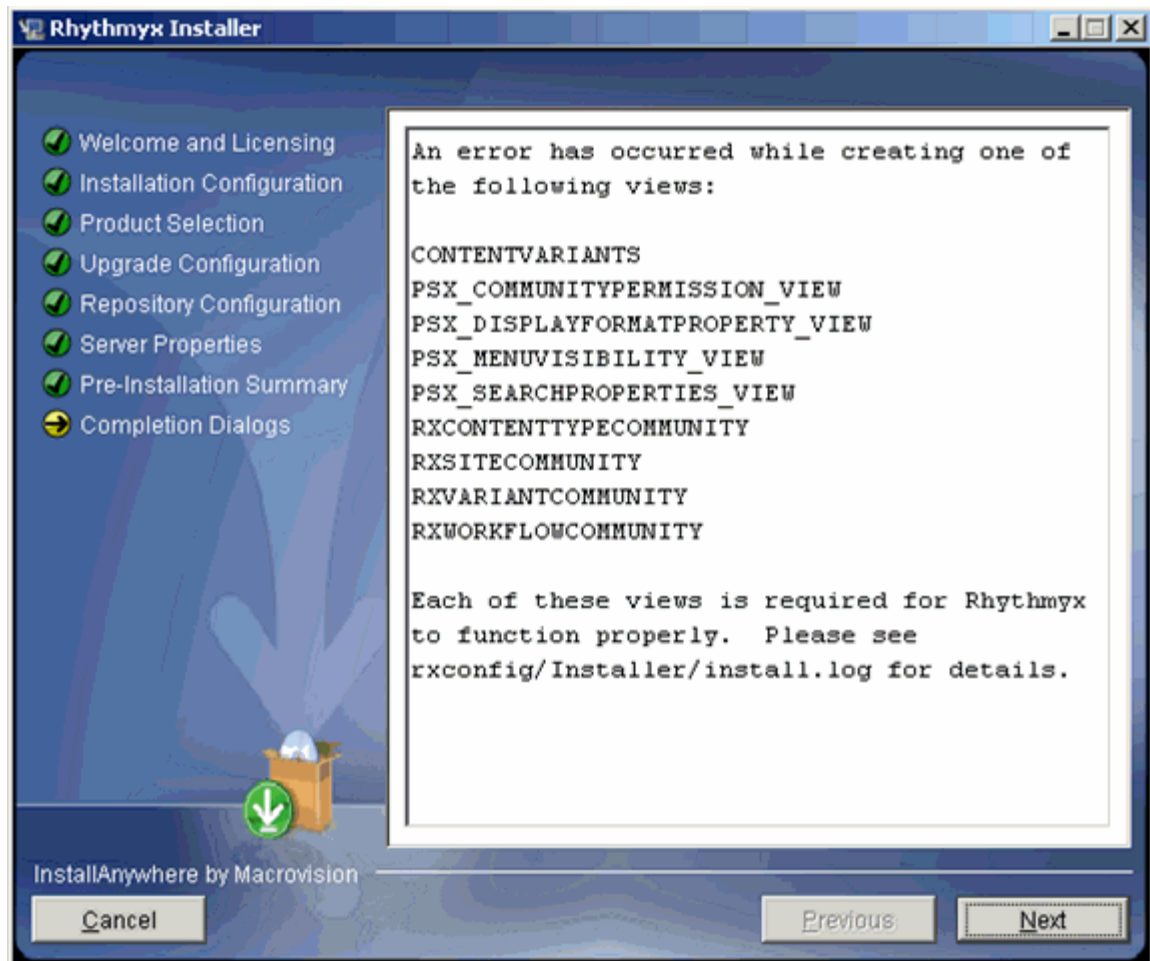 Rhythmyx Installer
Welcome and Licensing
Installation Configuration
Product Selection
Upgrade Configuration
Repository Configuration
Server Properties
Pre-Installation Summary
Completion Dialogs
An error has occurred while creating one of
the following views:
CONTENTVARIANTS
PSX_COMMUNITYPERMISSION_VIEW
PSX_DISPLAYFORMATPROPERTY_VIEW
PSX_MENUVISIBILITY_VIEW
PSX_SEARCHPROPERTIES_VIEW
RXCONTENTTYPECOMMUNITY
RXSITECOMMUNITY
RXVARIANTCOMMUNITY
RXWORKFLOWCOMMUNITY
Each of these views is required for Rhythmyx
to function properly.  Please see
rxconfig/Installer/install.log for details.
InstallAnywhere by Macrovision
Cancel
Previous
Next